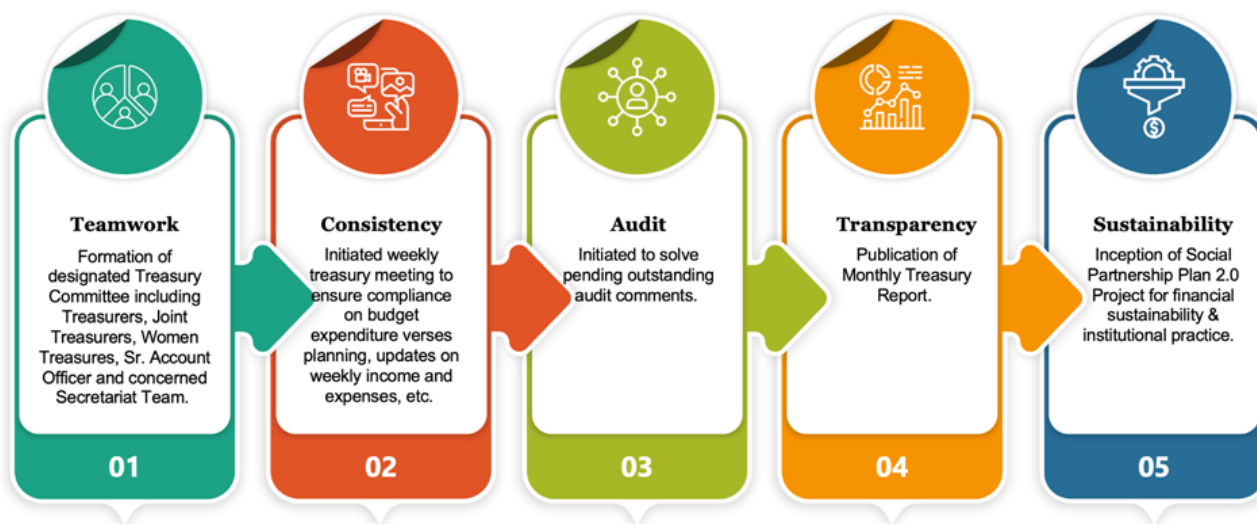 Teamwork
Formation of
designated Treasury
Committee including
Treasurers, Joint
Treasurers, Women
Treasures, Sr. Account
Officer and concerned
Secretariat Team.
01
Consistency
Initiated weekly
treasury meeting to
ensure compliance
on budget
expenditure verses
planning, updates on
weekly income and
expenses, etc.
02
Audit
Initiated to solve
pending outstanding
audit comments.
03
Transparency
Publication of
Monthly Treasury
Report.
04
Sustainability
Inception of Social
Partnership Plan 2.0
Project for financial
sustainability &
institutional practice.
05